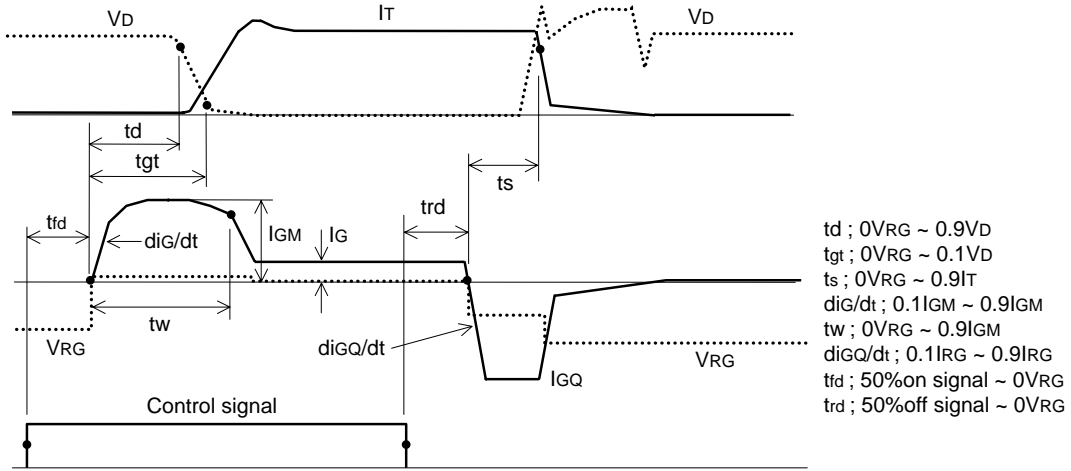 VD
IT
VD
td
tgt
ts
tfd
diG/dt
IGM
IG
trd
tw
VRG
diGQ/dt
IGQ
VRG
Control signal
td ; 0VRG ~ 0.9VD
tgt ; 0VRG ~ 0.1VD
ts ; 0VRG ~ 0.9IT
diG/dt ; 0.1IGM ~ 0.9IGM
tw ; 0VRG ~ 0.9IGM
diGQ/dt ; 0.1IRG ~ 0.9IRG
tfd ; 50%on signal ~ 0VRG
trd ; 50%off signal ~ 0VRG